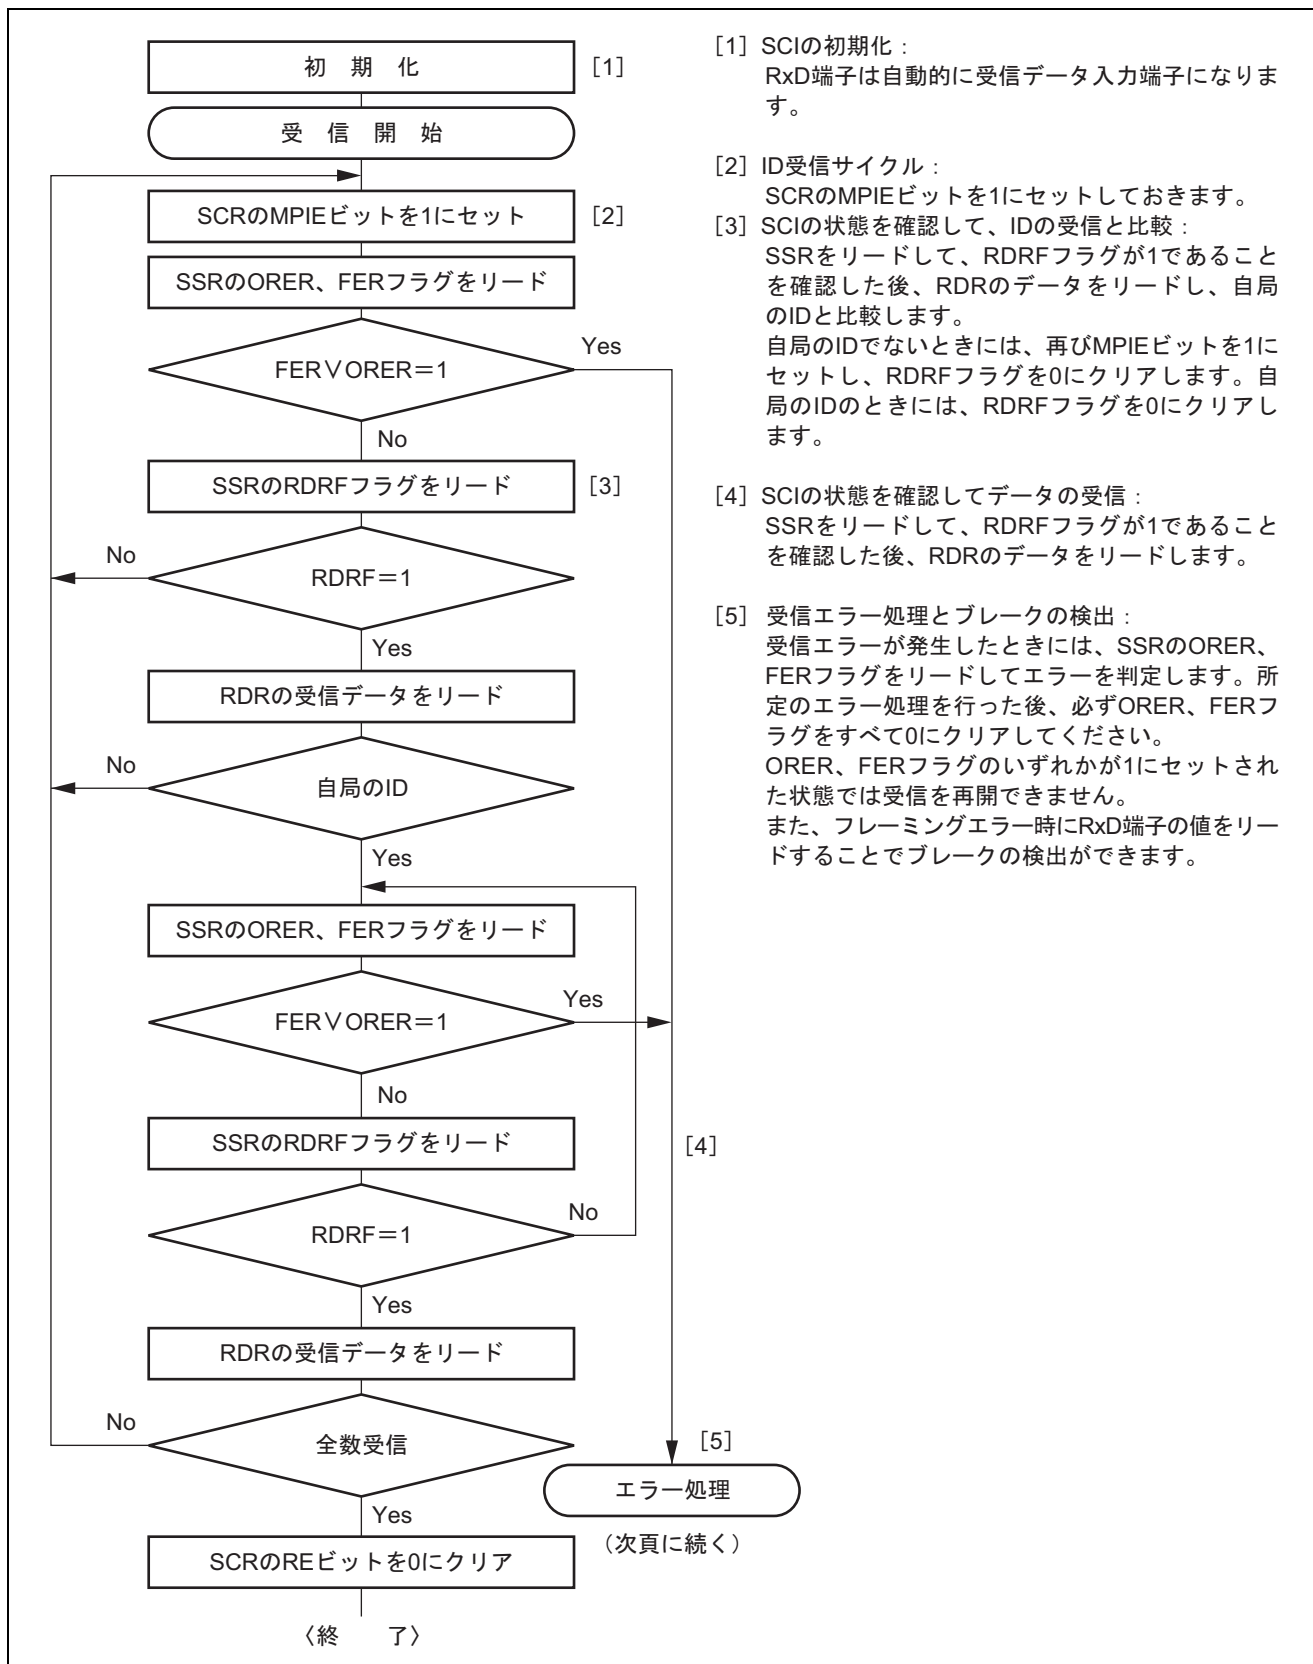 初 期 化 [1]
受 信 開 始
SCRのMPIEビットを1にセット [2]
SSRのORER、FERフラグをリード
FER∨ORER＝1
Yes
No
SSRのRDRFフラグをリード [3]
No
RDRF＝1
Yes
RDRの受信データをリード
No
自局のID
Yes
SSRのORER、FERフラグをリード
FER∨ORER＝1
Yes
No
SSRのRDRFフラグをリード
[4]
RDRF＝1
No
Yes
RDRの受信データをリード
No
全数受信
[5]
エラー処理
（次頁に続く）
Yes
SCRのREビットを0にクリア
〈終 了〉
[1] SCIの初期化：
RxD端子は自動的に受信データ入力端子になりま
す。
[2] ID受信サイクル：
SCRのMPIEビットを1にセットしておきます。
[3] SCIの状態を確認して、IDの受信と比較：
SSRをリードして、RDRFフラグが1であること
を確認した後、RDRのデータをリードし、自局
のIDと比較します。
自局のIDでないときには、再びMPIEビットを1に
セットし、RDRFフラグを0にクリアします。自
局のIDのときには、RDRFフラグを0にクリアし
ます。
[4] SCIの状態を確認してデータの受信：
SSRをリードして、RDRFフラグが1であること
を確認した後、RDRのデータをリードします。
[5] 受信エラー処理とブレークの検出：
受信エラーが発生したときには、SSRのORER、
FERフラグをリードしてエラーを判定します。所
定のエラー処理を行った後、必ずORER、FERフ
ラグをすべて0にクリアしてください。
ORER、FERフラグのいずれかが1にセットされ
た状態では受信を再開できません。
また、フレーミングエラー時にRxD端子の値をリー
ドすることでブレークの検出ができます。